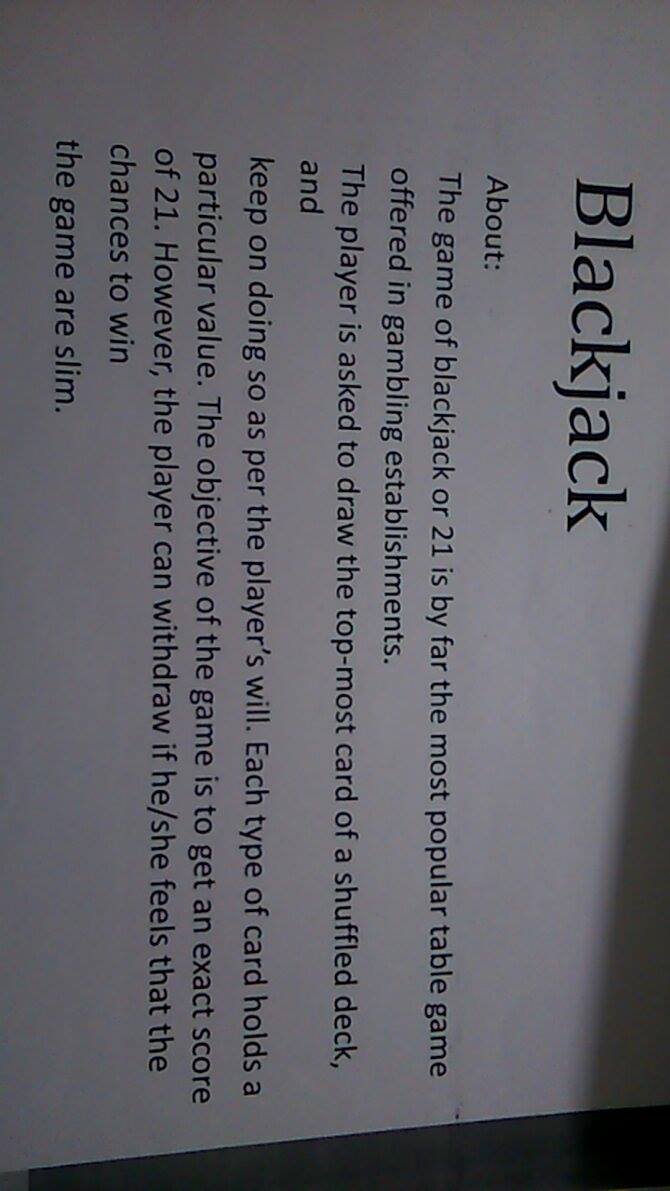 Blackjack
About:
The game of blackjack or 21 is by far the most popular table game
offered in gambling establishments.
The player is asked to draw the top-most card of a shuffled deck,
and
keep on doing so as per the player's will. Each type of card holds a
particular value. The objective of the game is to get an exact score
of 21. However, the player can withdraw if he/she feels that the
chances to win
the game are slim.